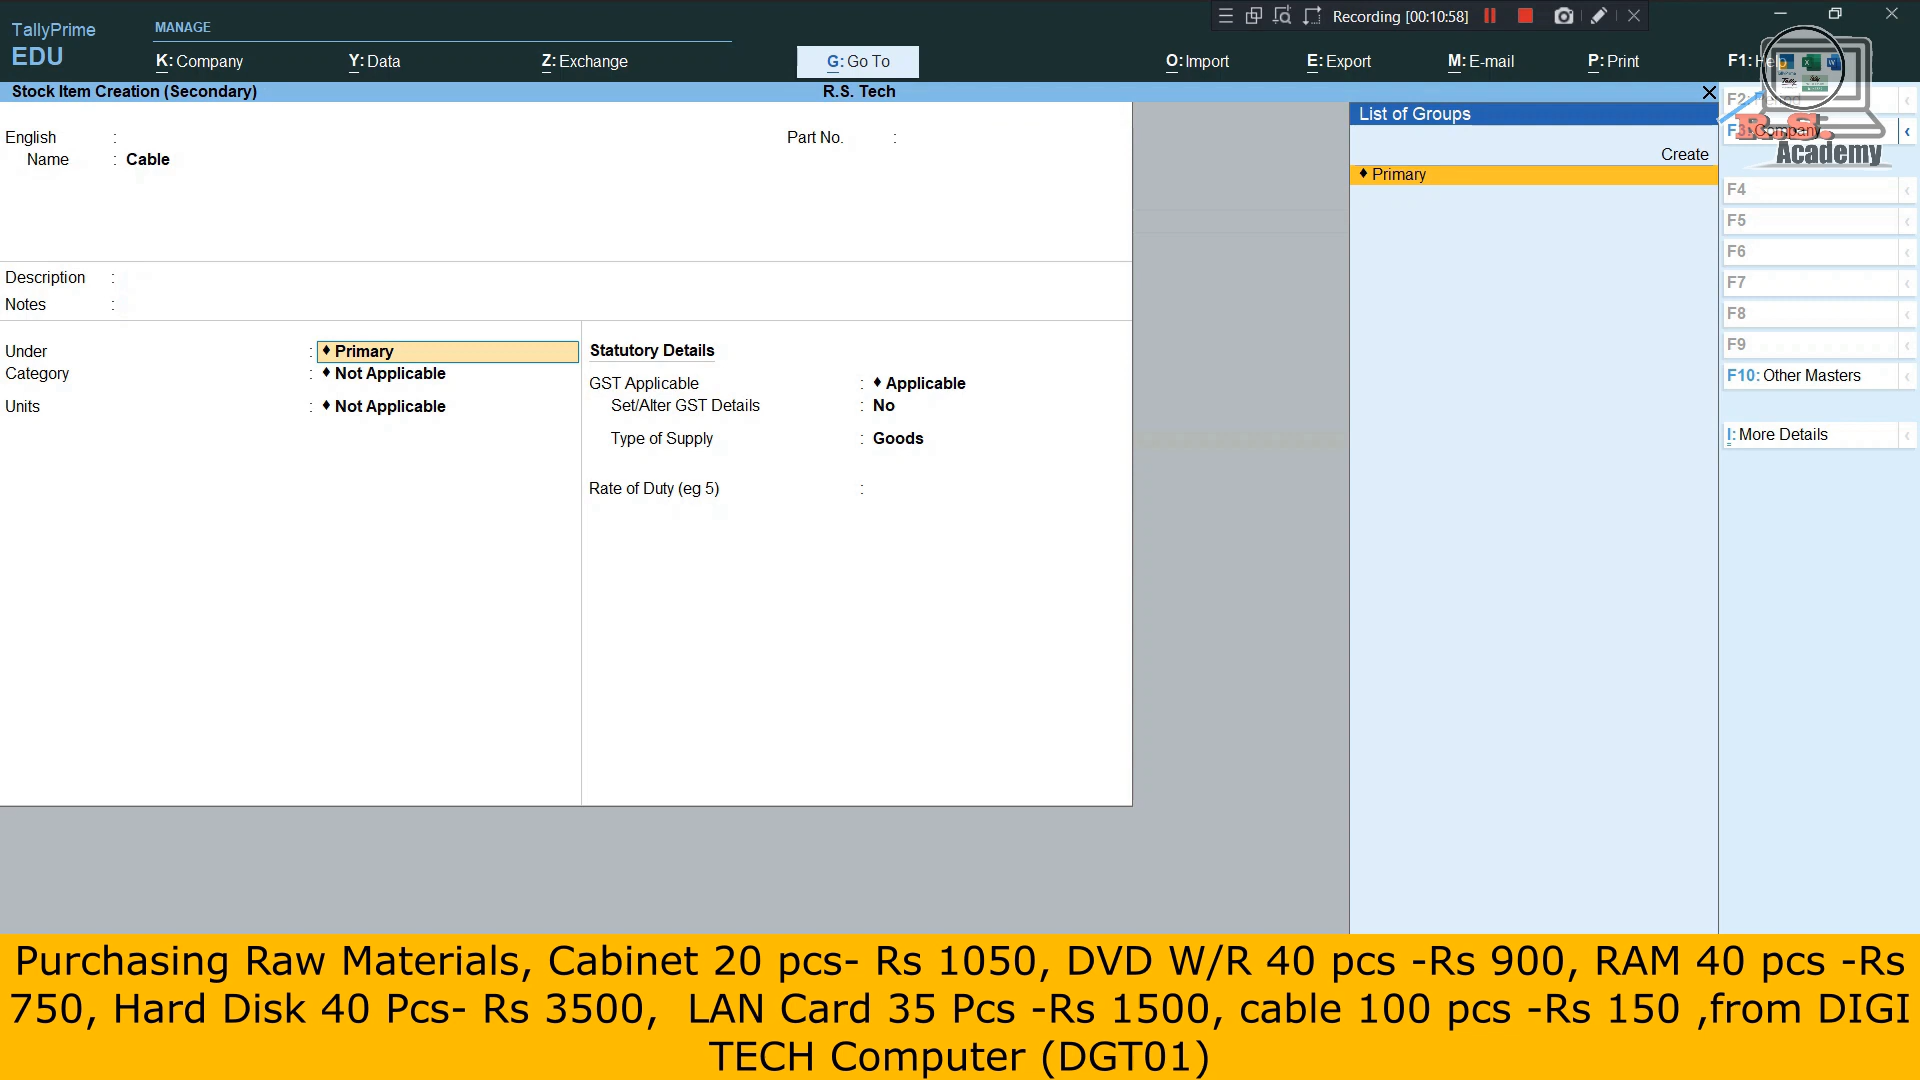 TallyPrime
EDU
MANAGE
K: Company
Y: Data
Z: Exchange
G: Go To
O: Import
E: Export
M: E-mail
P: Print
F1: Help
Recording [00:10:58]
Stock Item Creation (Secondary)
R.S. Tech
English :
Name : Cable
Part No. :
Description :
Notes :
Under : ♦ Primary
Category : ♦ Not Applicable
Units : ♦ Not Applicable
Statutory Details
GST Applicable : ♦ Applicable
Set/Alter GST Details : No
Type of Supply : Goods
Rate of Duty (eg 5) :
List of Groups
Create
♦ Primary
F2: Period
F3: Company
R.S.
Academy
F4
F5
F6
F7
F8
F9
F10: Other Masters
I: More Details
Purchasing Raw Materials, Cabinet 20 pcs- Rs 1050, DVD W/R 40 pcs -Rs 900, RAM 40 pcs -Rs
750, Hard Disk 40 Pcs- Rs 3500, LAN Card 35 Pcs -Rs 1500, cable 100 pcs -Rs 150 ,from DIGI
TECH Computer (DGT01)